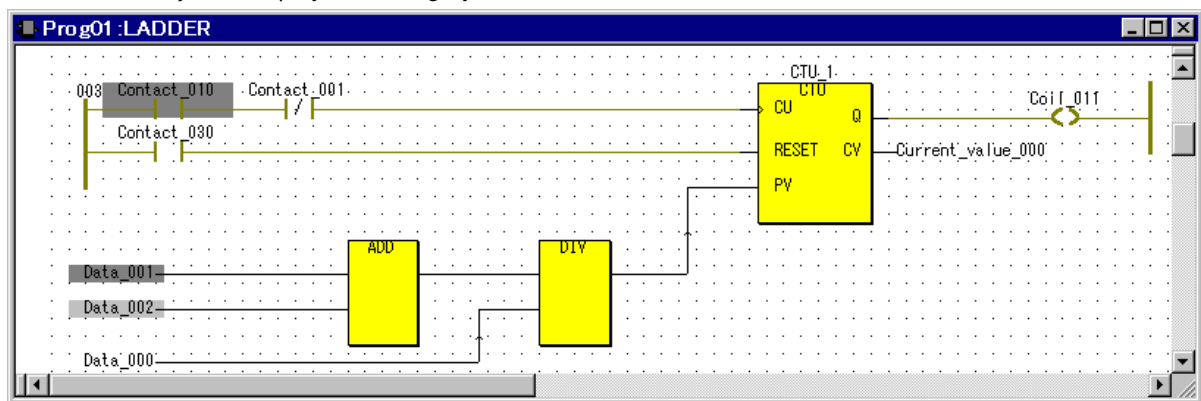 Prog01:LADDER
CTU_1
003 Contact_010 Contact_001 CTU
CU Q Coil_011
Contact_030
RESET CV Current_value_000
PV
ADD DIV
Data_001
Data_002
Data_000